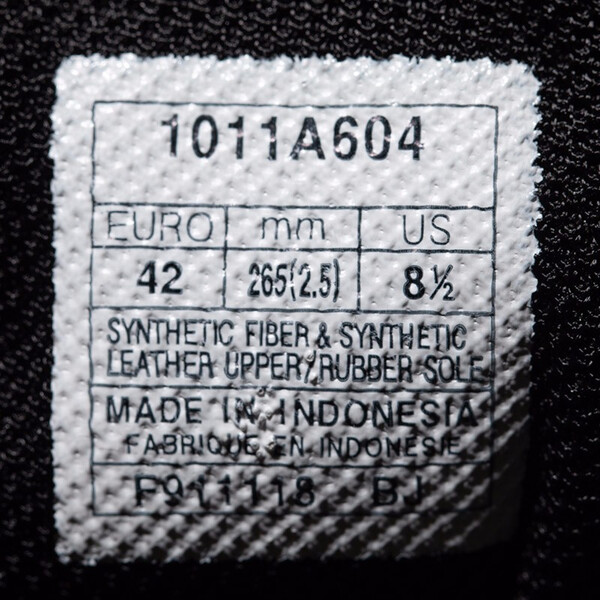 1011A604
EURO mm US
42 265(2.5) 8½
SYNTHETIC FIBER & SYNTHETIC
LEATHER UPPER/RUBBER SOLE
MADE IN INDONESIA
FABRIQUE EN INDONESIE
F911118 BJ